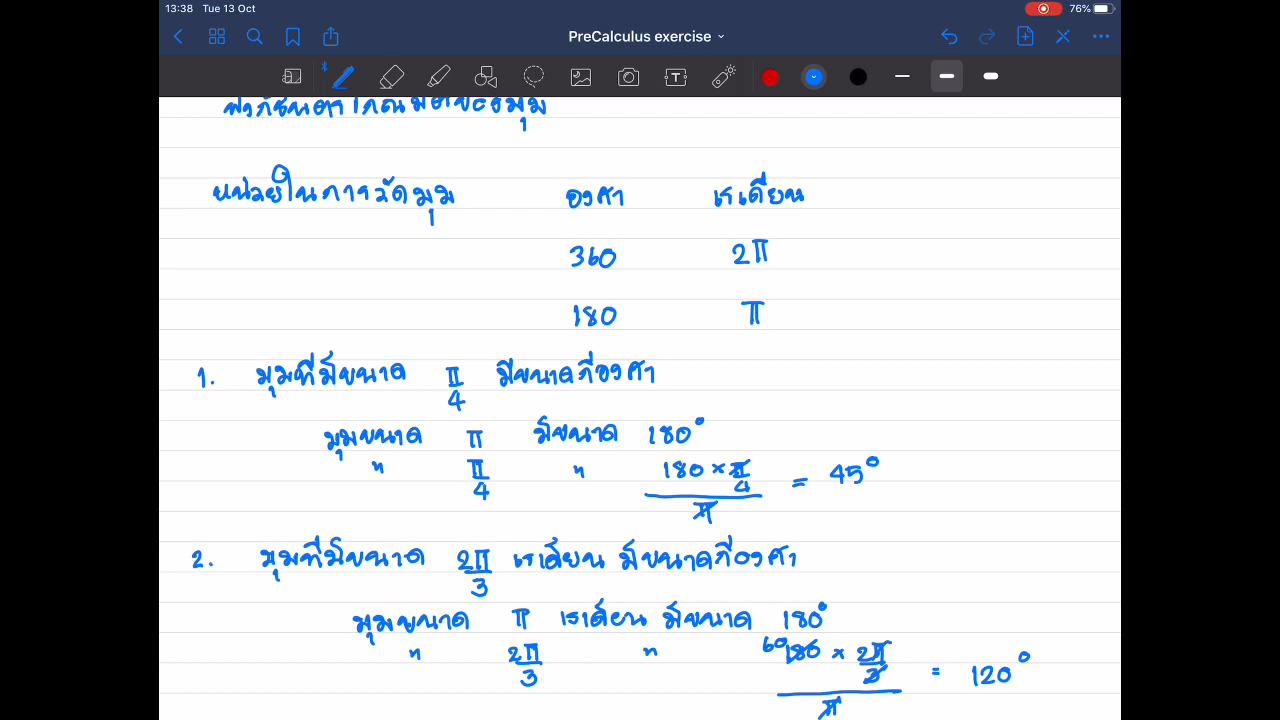 13:38 Tue 13 Oct 76%
PreCalculus exercise
T
ฟังก์ชันตรีโกณมิติของมุม
หน่วยในการวัดมุม องศา เรเดียน
360 2π
180 π
1. มุมที่มีขนาด π/4 มีขนาดกี่องศา
มุมขนาด π มีขนาด 180°
" π/4 " 180 × π/4 / π = 45°
2. มุมที่มีขนาด 2π/3 เรเดียน มีขนาดกี่องศา
มุมขนาด π เรเดียน มีขนาด 180°
" 2π/3 " 60 180 × 2π/3 / π = 120°